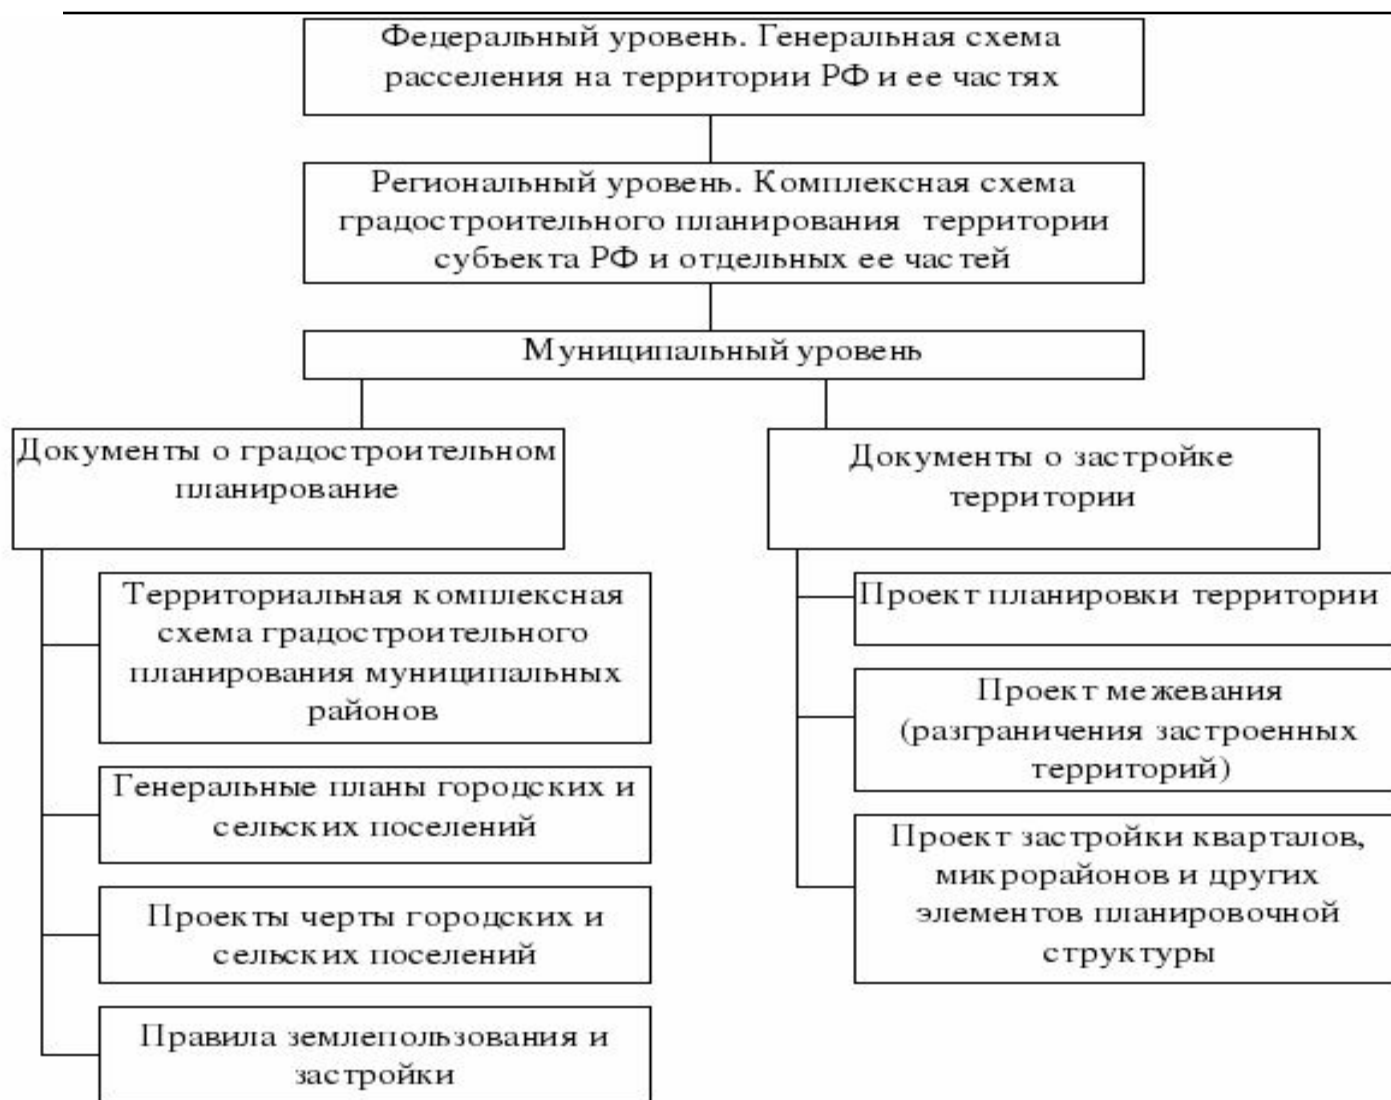 Федеральный уровень. Генеральная схема
расселения на территории РФ и ее частях
Региональный уровень. Комплексная схема
градостроительного планирования территории
субъекта РФ и отдельных ее частей
Муниципальный уровень
Документы о градостроительном
планирование
Территориальная комплексная
схема градостроительного
планирования муниципальных
районов
Генеральные планы городских и
сельских поселений
Проекты черты городских и
сельских поселений
Правила землепользования и
застройки
Документы о застройке
территории
Проект планировки территории
Проект межевания
(разграничения застроенных
территорий)
Проект застройки кварталов,
микрорайонов и других
элементов планировочной
структуры